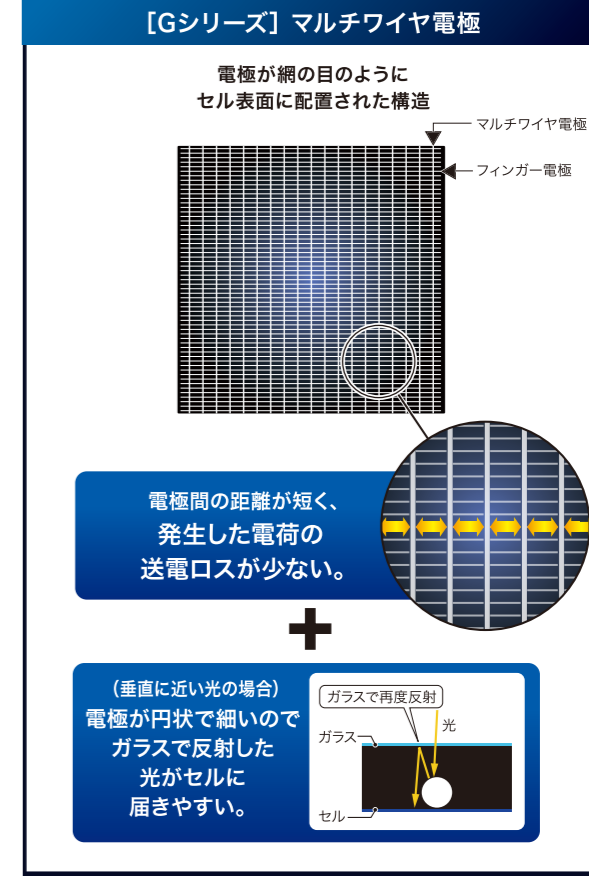 ［Gシリーズ］マルチワイヤ電極
電極が網の目のように
セル表面に配置された構造
マルチワイヤ電極
フィンガー電極
電極間の距離が短く、
発生した電荷の
送電ロスが少ない。
（垂直に近い光の場合）
電極が円状で細いので
ガラスで反射した
光がセルに
届きやすい。
ガラスで再度反射
光
ガラス
セル